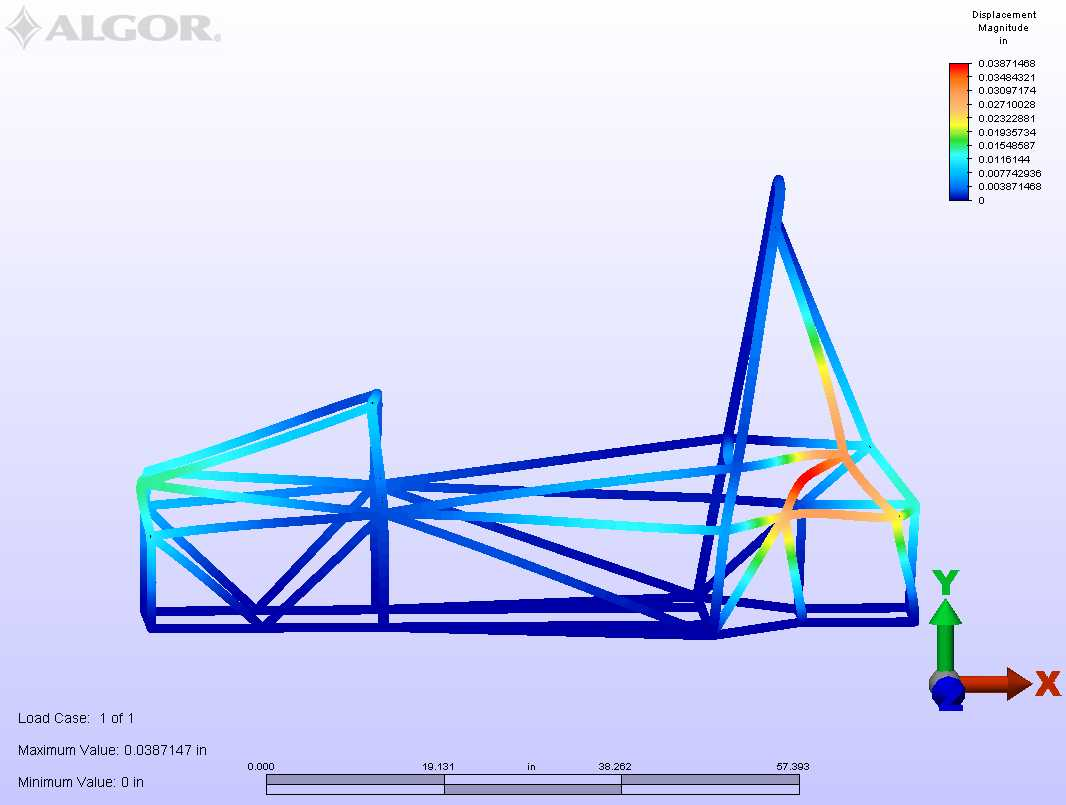 ALGOR.
Displacement
Magnitude
in
0.03871468
0.03484321
0.03097174
0.02710028
0.02322881
0.01935734
0.01548587
0.0116144
0.007742936
0.003871468
0
Y
X
Z
Load Case: 1 of 1
Maximum Value: 0.0387147 in
Minimum Value: 0 in
0.000 19.131 in 38.262 57.393